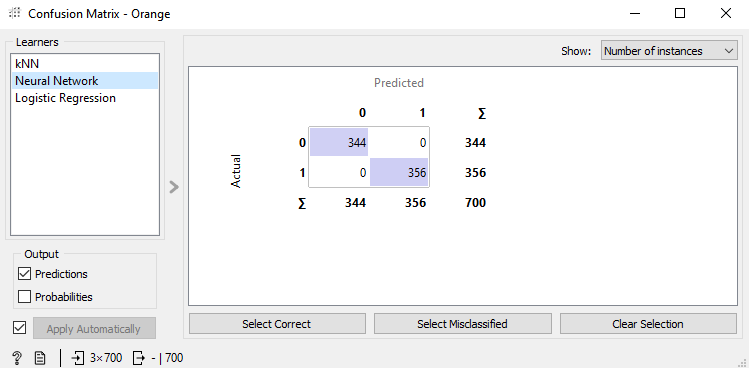 Confusion Matrix - Orange
Learners
kNN
Neural Network
Logistic Regression
Output
Predictions
Probabilities
Apply Automatically
Show: Number of instances
Predicted
0 1 ∑
Actual
0 344 0 344
1 0 356 356
∑ 344 356 700
Select Correct Select Misclassified Clear Selection
? 3×700 - | 700